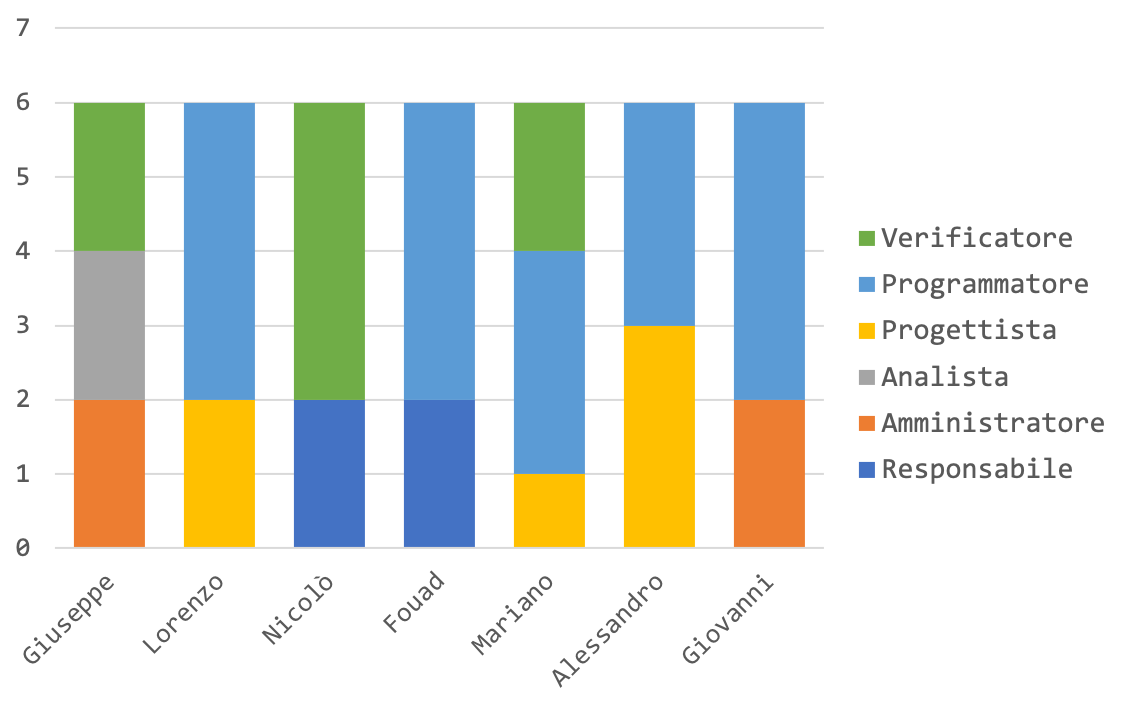 7
6
5
4
3
2
1
0
Giuseppe
Lorenzo
Nicolò
Fouad
Mariano
Alessandro
Giovanni
Verificatore
Programmatore
Progettista
Analista
Amministratore
Responsabile